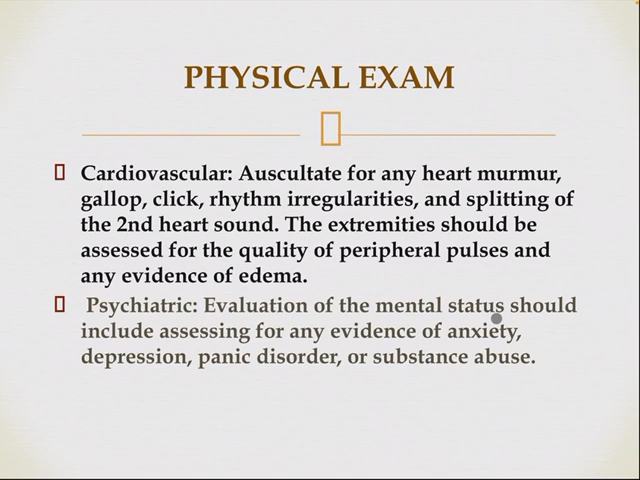 PHYSICAL EXAM
Cardiovascular: Auscultate for any heart murmur,
gallop, click, rhythm irregularities, and splitting of
the 2nd heart sound. The extremities should be
assessed for the quality of peripheral pulses and
any evidence of edema.
Psychiatric: Evaluation of the mental status should
include assessing for any evidence of anxiety,
depression, panic disorder, or substance abuse.